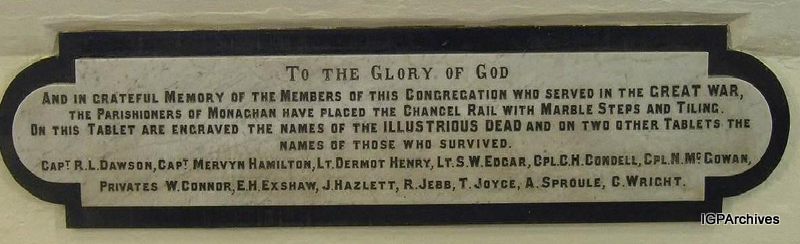 TO THE GLORY OF GOD
AND IN GRATEFUL MEMORY OF THE MEMBERS OF THIS CONGREGATION WHO SERVED IN THE GREAT WAR,
THE PARISHIONERS OF MONAGHAN HAVE PLACED THE CHANCEL RAIL WITH MARBLE STEPS AND TILING.
ON THIS TABLET ARE ENGRAVED THE NAMES OF THE ILLUSTRIOUS DEAD AND ON TWO OTHER TABLETS THE
NAMES OF THOSE WHO SURVIVED.
CAPT. R.L. DAWSON, CAPT. MERVYN HAMILTON, LT. DERMOT HENRY, LT. S.W. EDGAR, CPL. C.H. CONDELL, CPL. N. MCGOWAN,
PRIVATES W. CONNOR, E.H. EXSHAW, J. HAZLETT, R. JEBB, T. JOYCE, A. SPROULE, C. WRIGHT.
IGPArchives